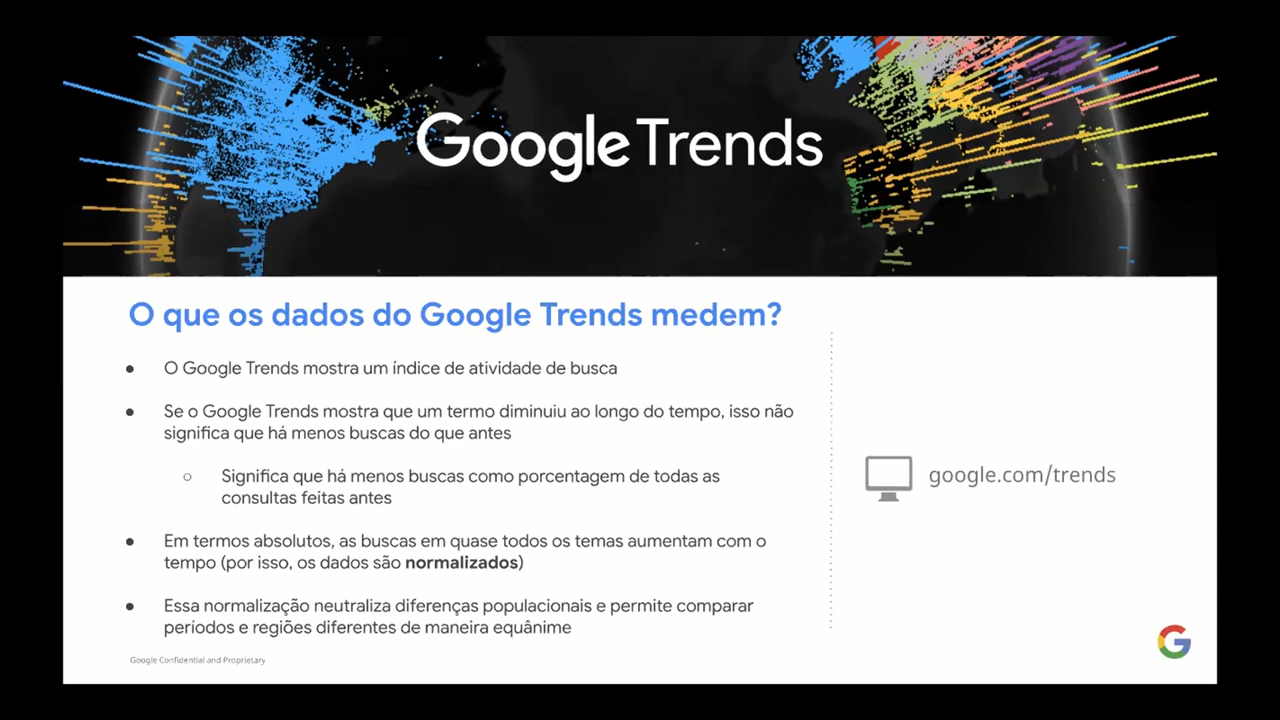 Google Trends
O que os dados do Google Trends medem?
● O Google Trends mostra um índice de atividade de busca
● Se o Google Trends mostra que um termo diminuiu ao longo do tempo, isso não
significa que há menos buscas do que antes
○ Significa que há menos buscas como porcentagem de todas as
consultas feitas antes
● Em termos absolutos, as buscas em quase todos os temas aumentam com o
tempo (por isso, os dados são normalizados)
● Essa normalização neutraliza diferenças populacionais e permite comparar
períodos e regiões diferentes de maneira equânime
google.com/trends
Google Confidential and Proprietary
G